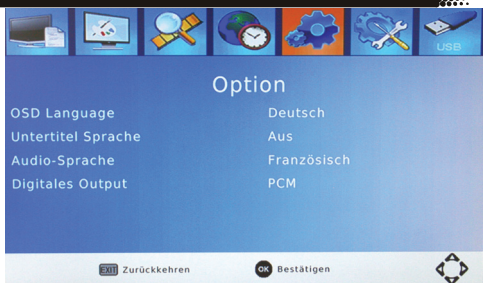 USB
Option
OSD Language Deutsch
Untertitel Sprache Aus
Audio-Sprache Französisch
Digitales Output PCM
EXIT Zurückkehren OK Bestätigen